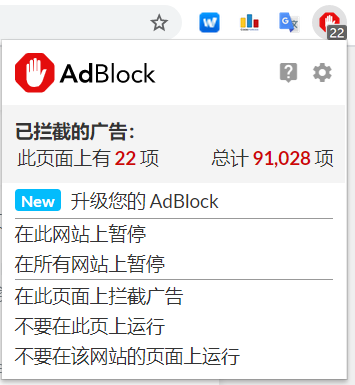 W
22
AdBlock
?
已拦截的广告：
此页面上有 22 项 总计 91,028 项
New 升级您的 AdBlock
在此网站上暂停
在所有网站上暂停
在此页面上拦截广告
不要在此页上运行
不要在该网站的页面上运行